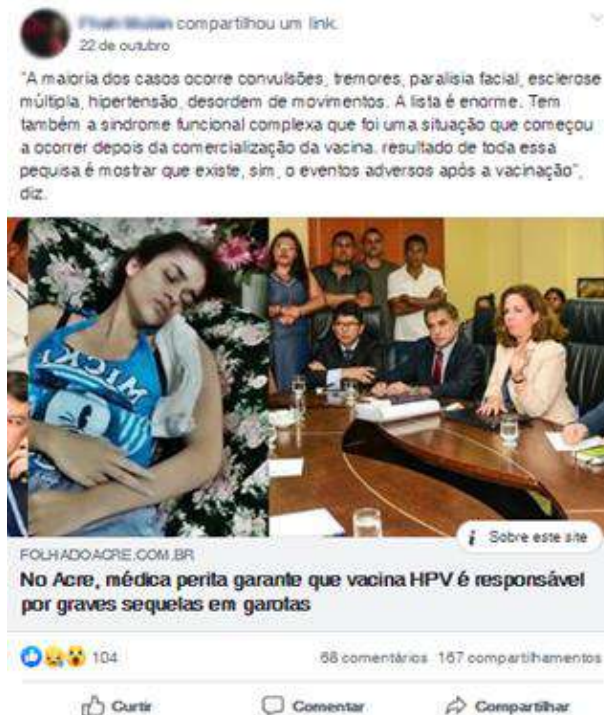 compartilhou um link.
22 de outubro
"A maioria dos casos ocorre convulsões, tremores, paralisia facial, esclerose
múltipla, hipertensão, desordem de movimentos. A lista é enorme. Tem
também a sindrome funcional complexa que foi uma situação que começou
a ocorrer depois da comercialização da vacina. resultado de toda essa
pequisa é mostrar que existe, sim, o eventos adversos após a vacinação",
diz.
MICKY
i Sobre este site
FOLHADOACRE.COM.BR
No Acre, médica perita garante que vacina HPV é responsável
por graves sequelas em garotas
104
68 comentários 167 compartilhamentos
Curtir Comentar Compartilhar